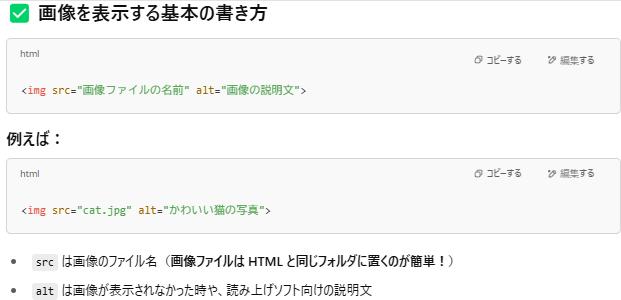 ✅ 画像を表示する基本の書き方
html
コピーする 編集する
<img src="画像ファイルの名前" alt="画像の説明文">
例えば：
html
コピーする 編集する
<img src="cat.jpg" alt="かわいい猫の写真">
• src は画像のファイル名（画像ファイルは HTML と同じフォルダに置くのが簡単！）
• alt は画像が表示されなかった時や、読み上げソフト向けの説明文